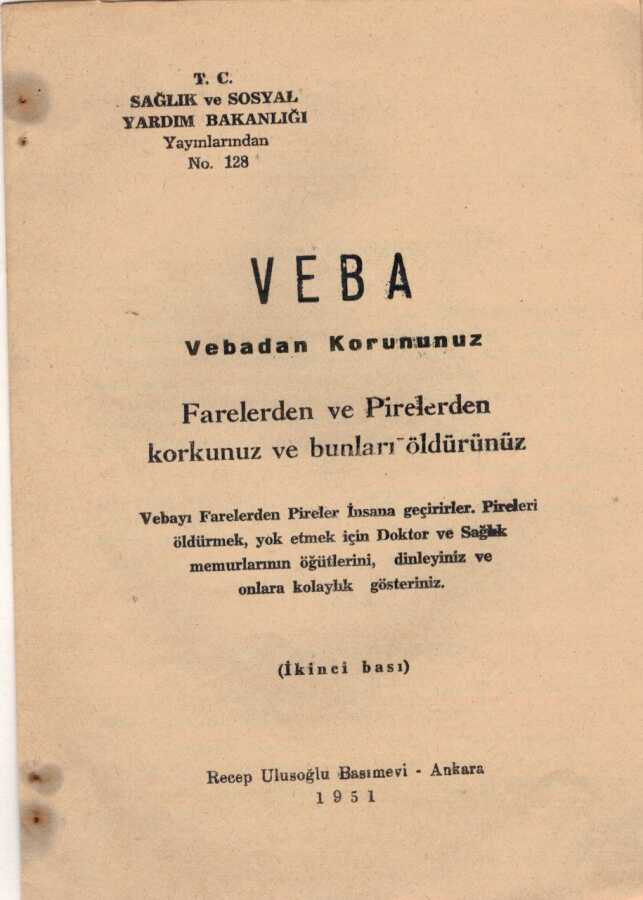 T. C.
SAĞLIK ve SOSYAL
YARDIM BAKANLIĞI
Yayınlarından
No. 128
VEBA
Vebadan Korununuz
Farelerden ve Pirelerden
korkunuz ve bunları öldürünüz
Vebayı Farelerden Pireler İnsana geçirirler. Pireleri
öldürmek, yok etmek için Doktor ve Sağlık
memurlarının öğütlerini, dinleyiniz ve
onlara kolaylık gösteriniz.
(İkinci bası)
Recep Ulusoğlu Basımevi - Ankara
1951